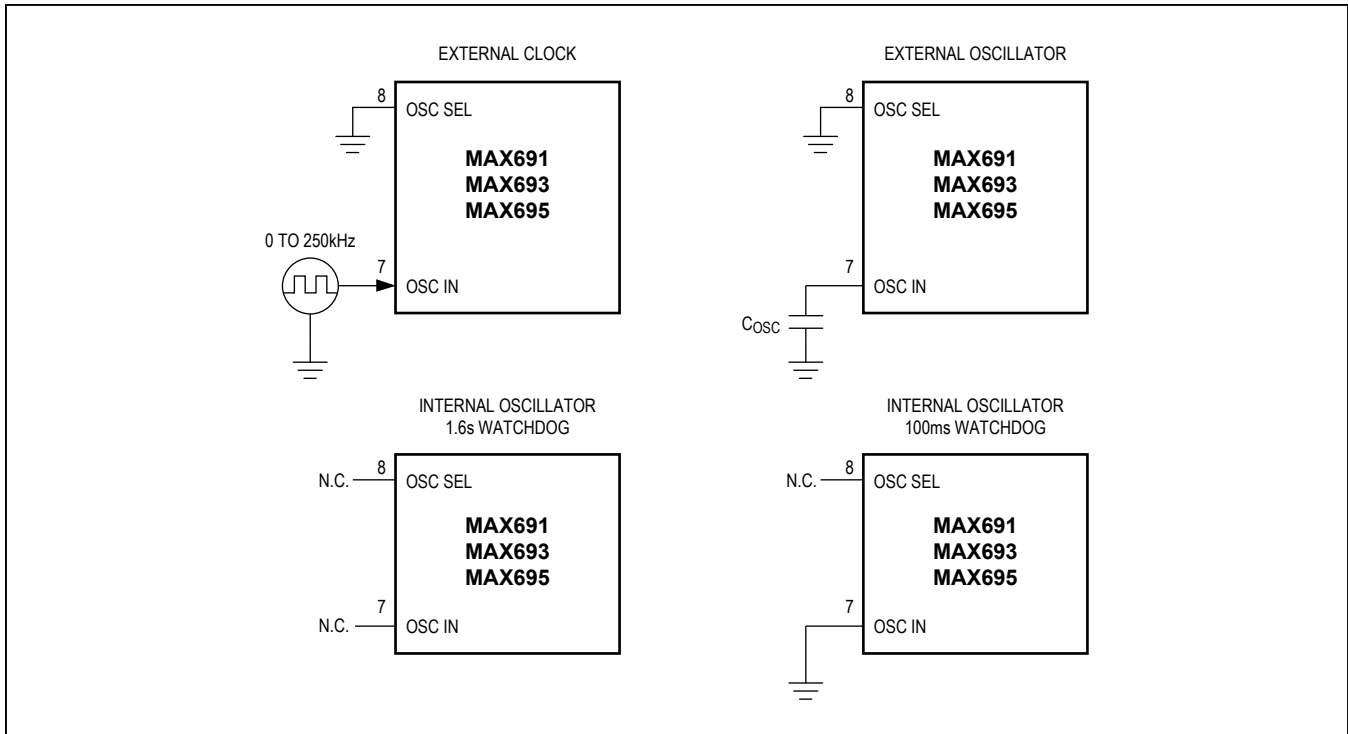 EXTERNAL CLOCK
8
OSC SEL
MAX691
MAX693
MAX695
0 TO 250kHz
7
OSC IN
EXTERNAL OSCILLATOR
8
OSC SEL
MAX691
MAX693
MAX695
7
OSC IN
COSC
INTERNAL OSCILLATOR
1.6s WATCHDOG
N.C.
8
OSC SEL
MAX691
MAX693
MAX695
7
N.C.
OSC IN
INTERNAL OSCILLATOR
100ms WATCHDOG
N.C.
8
OSC SEL
MAX691
MAX693
MAX695
7
OSC IN